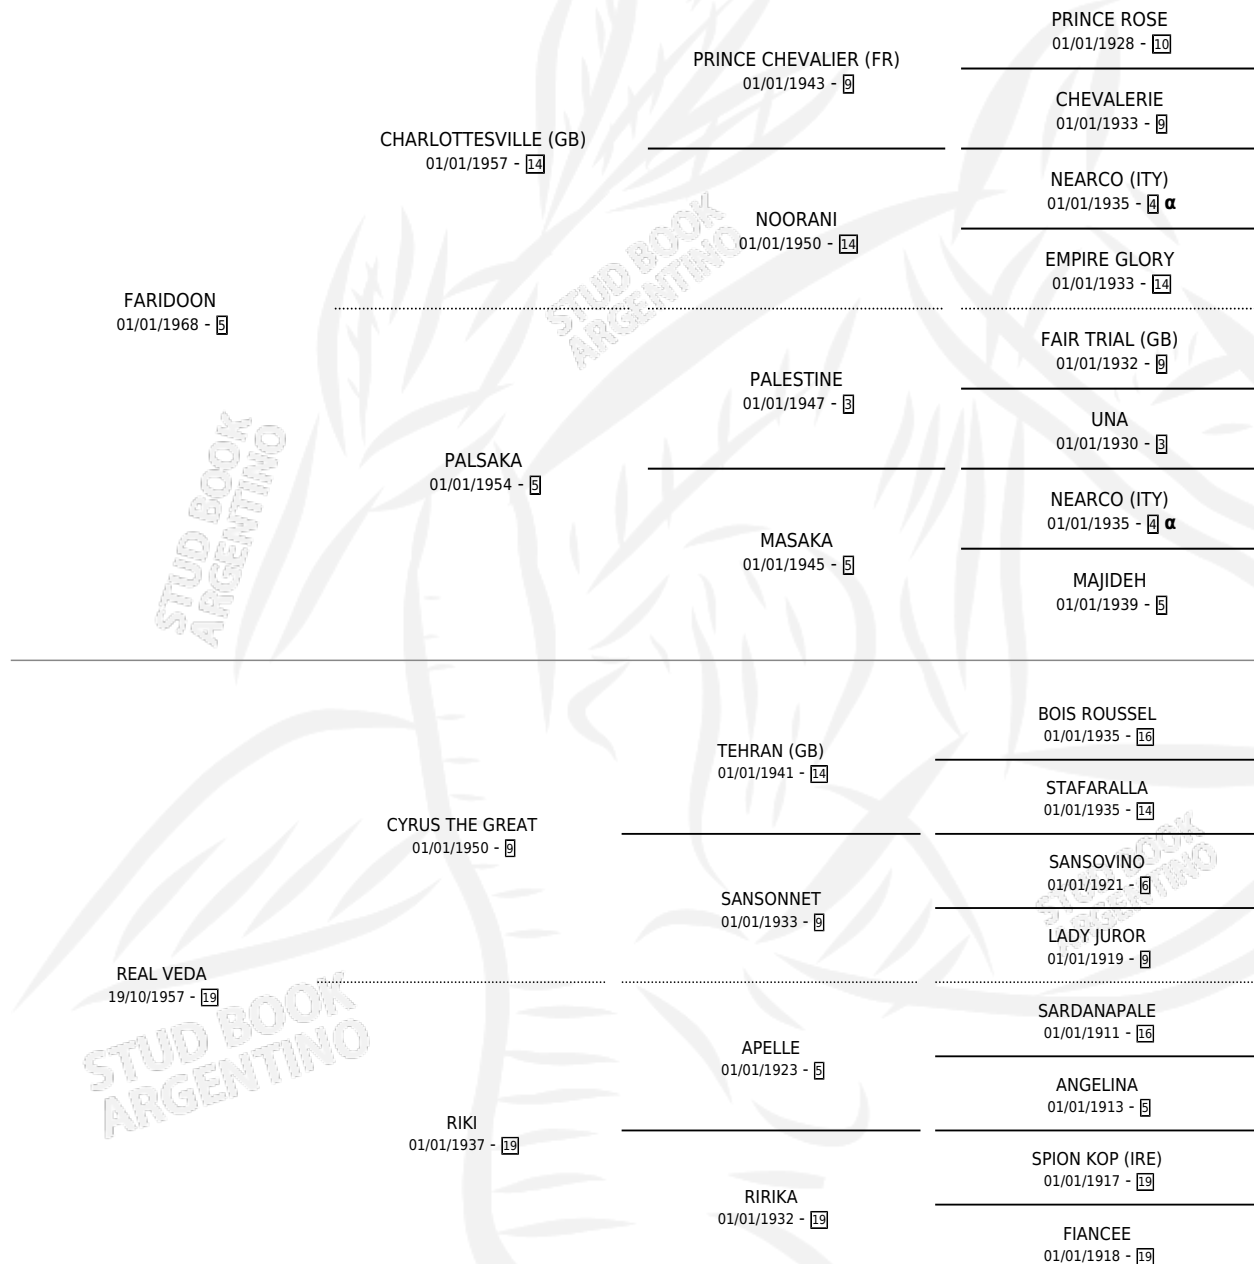 PRINCE ROSE
01/01/1928 - 10
PRINCE CHEVALIER (FR)
01/01/1943 - 9
CHEVALERIE
01/01/1933 - 9
CHARLOTTESVILLE (GB)
01/01/1957 - 14
NEARCO (ITY)
01/01/1935 - 4 α
NOORANI
01/01/1950 - 14
EMPIRE GLORY
01/01/1933 - 14
FARIDOON
01/01/1968 - 5
FAIR TRIAL (GB)
01/01/1932 - 9
PALESTINE
01/01/1947 - 3
UNA
01/01/1930 - 3
PALSAKA
01/01/1954 - 5
NEARCO (ITY)
01/01/1935 - 4 α
MASAKA
01/01/1945 - 5
MAJIDEH
01/01/1939 - 5
BOIS ROUSSEL
01/01/1935 - 16
TEHRAN (GB)
01/01/1941 - 14
STAFARALLA
01/01/1935 - 14
CYRUS THE GREAT
01/01/1950 - 9
SANSOVINO
01/01/1921 - 6
SANSONNET
01/01/1933 - 9
LADY JUROR
01/01/1919 - 9
REAL VEDA
19/10/1957 - 19
SARDANAPALE
01/01/1911 - 16
APELLE
01/01/1923 - 5
ANGELINA
01/01/1913 - 5
RIKI
01/01/1937 - 19
SPION KOP (IRE)
01/01/1917 - 19
RIRIKA
01/01/1932 - 19
FIANCEE
01/01/1918 - 19
STUD BOOK
ARGENTINO
STUD BOOK
ARGENTINO
STUD BOOK
ARGENTINO
STUD BOOK
ARGENTINO